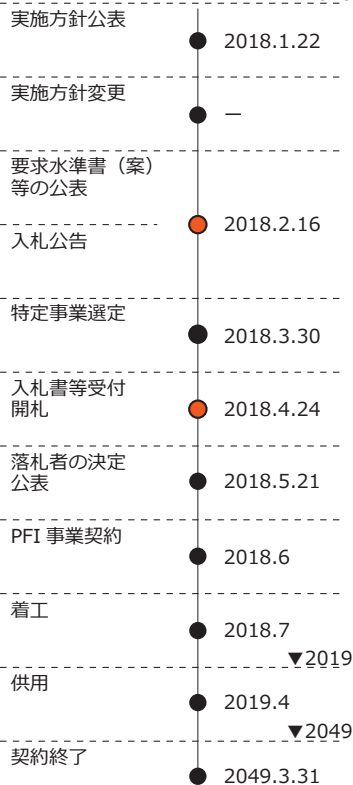 実施方針公表
2018.1.22
実施方針変更
ー
要求水準書（案）
等の公表
2018.2.16
入札公告
特定事業選定
2018.3.30
入札書等受付
開札
2018.4.24
落札者の決定
公表
2018.5.21
PFI 事業契約
2018.6
着工
2018.7
▼2019
供用
2019.4
▼2049
契約終了
2049.3.31